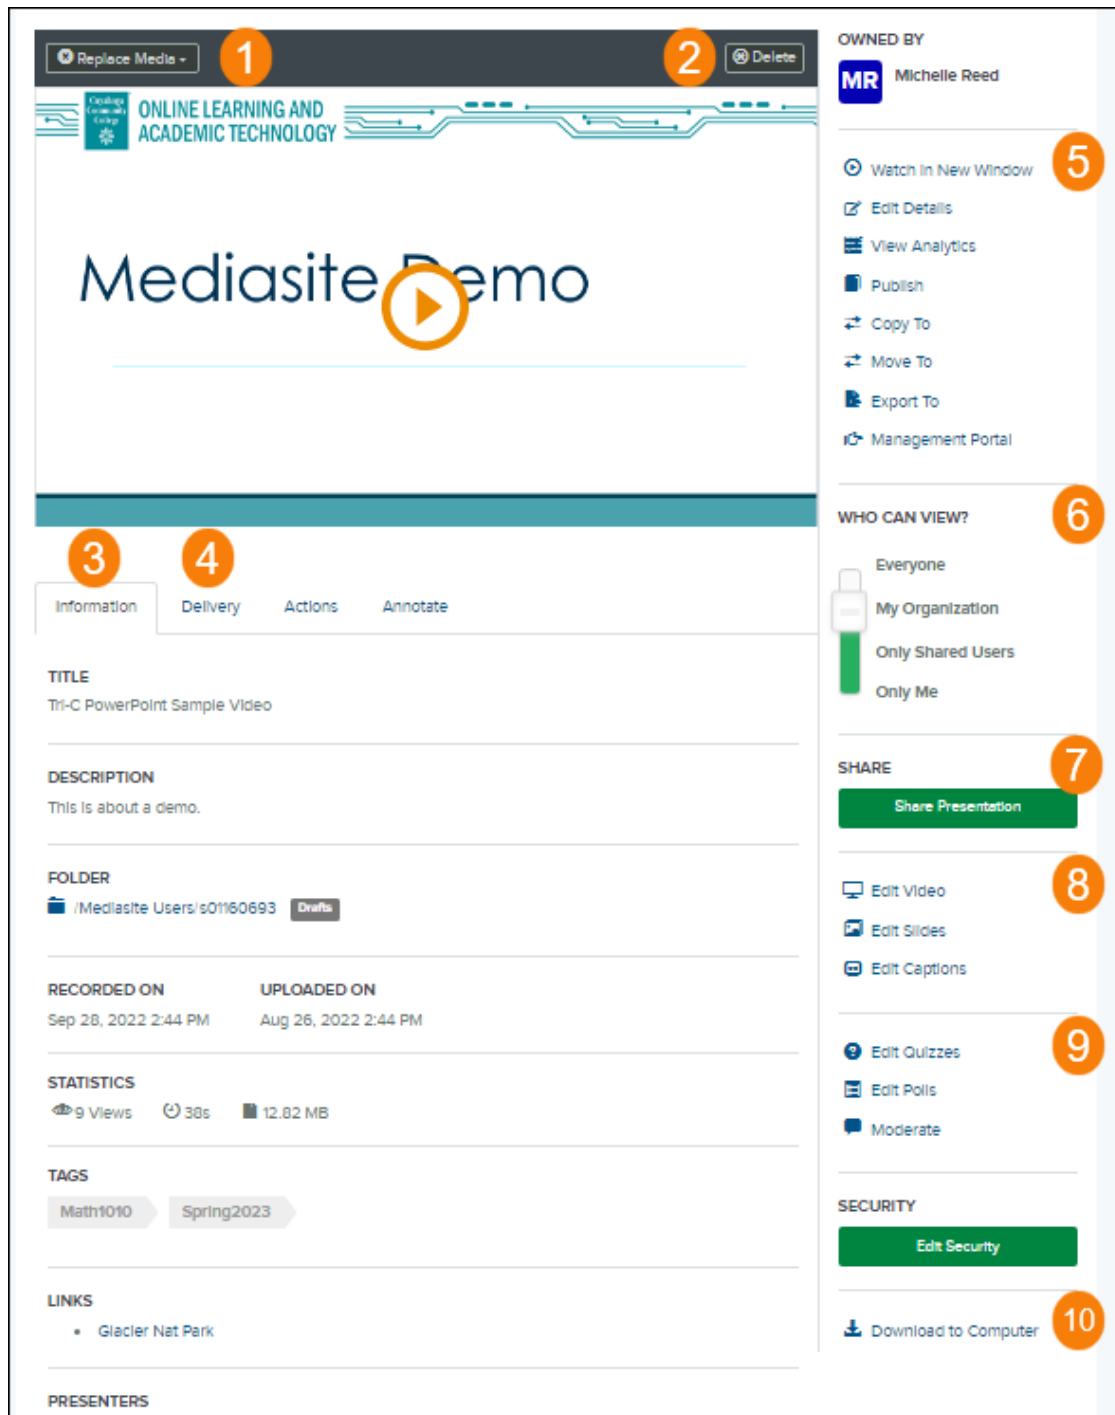 Replace Media
1
2
Delete
Cuyahoga
Community
College
ONLINE LEARNING AND
ACADEMIC TECHNOLOGY
Mediasite Demo
3
4
Information
Delivery
Actions
Annotate
TITLE
Tri-C PowerPoint Sample Video
DESCRIPTION
This is about a demo.
FOLDER
/Mediasite Users/s01160693
Drafts
RECORDED ON
UPLOADED ON
Sep 28, 2022 2:44 PM
Aug 26, 2022 2:44 PM
STATISTICS
9 Views
38s
12.82 MB
TAGS
Math1010
Spring2023
LINKS
• Glacier Nat Park
PRESENTERS
OWNED BY
MR
Michelle Reed
5
Watch in New Window
Edit Details
View Analytics
Publish
Copy To
Move To
Export To
Management Portal
WHO CAN VIEW?
6
Everyone
My Organization
Only Shared Users
Only Me
SHARE
7
Share Presentation
8
Edit Video
Edit Slides
Edit Captions
9
Edit Quizzes
Edit Polls
Moderate
SECURITY
Edit Security
10
Download to Computer